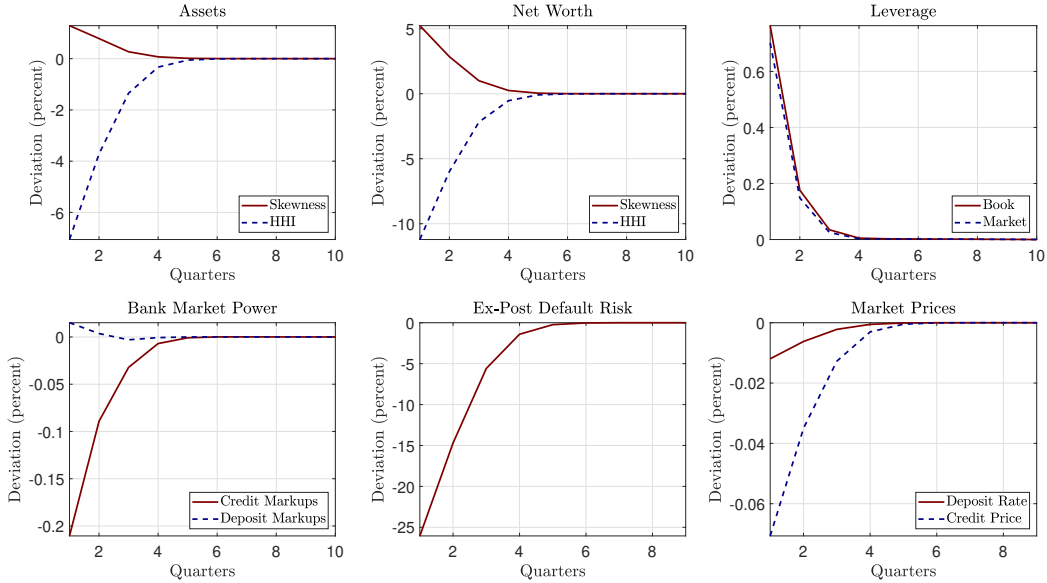 Assets
Deviation (percent)
0
-2
-4
-6
Skewness
HHI
2 4 6 8 10
Quarters
Net Worth
Deviation (percent)
5
0
-5
-10
Skewness
HHI
2 4 6 8 10
Quarters
Leverage
Deviation (percent)
0.6
0.4
0.2
0
Book
Market
2 4 6 8 10
Quarters
Bank Market Power
Deviation (percent)
0
-0.05
-0.1
-0.15
-0.2
Credit Markups
Deposit Markups
2 4 6 8 10
Quarters
Ex-Post Default Risk
Deviation (percent)
0
-5
-10
-15
-20
-25
2 4 6 8
Quarters
Market Prices
Deviation (percent)
0
-0.02
-0.04
-0.06
Deposit Rate
Credit Price
2 4 6 8
Quarters